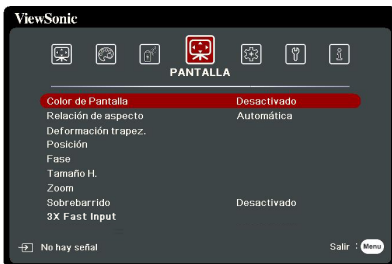 ViewSonic
PANTALLA
Color de Pantalla Desactivado
Relación de aspecto Automática
Deformación trapez.
Posición
Fase
Tamaño H.
Zoom
Sobrebarrido Desactivado
3X Fast Input
No hay señal Salir : Menu